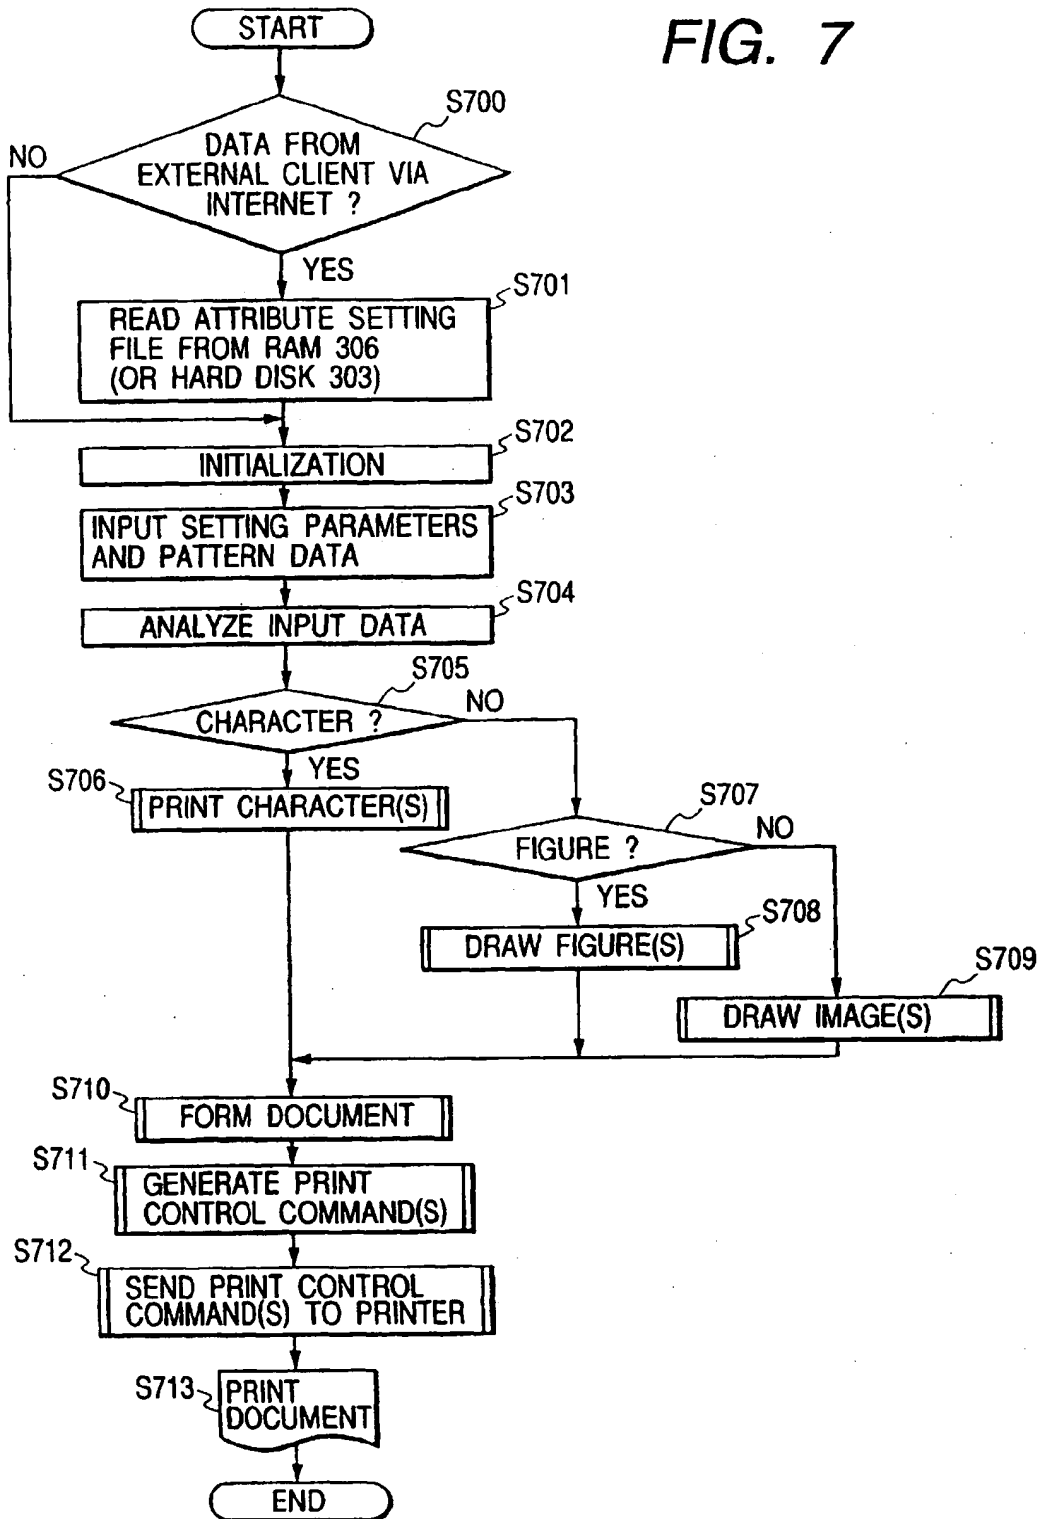 FIG. 7
START
S700
DATA FROM
EXTERNAL CLIENT VIA
INTERNET ?
NO
YES
S701
READ ATTRIBUTE SETTING
FILE FROM RAM 306
(OR HARD DISK 303)
S702
INITIALIZATION
S703
INPUT SETTING PARAMETERS
AND PATTERN DATA
S704
ANALYZE INPUT DATA
S705
CHARACTER ?
NO
YES
S706
PRINT CHARACTER(S)
S707
FIGURE ?
NO
YES
S708
DRAW FIGURE(S)
S709
DRAW IMAGE(S)
S710
FORM DOCUMENT
S711
GENERATE PRINT
CONTROL COMMAND(S)
S712
SEND PRINT CONTROL
COMMAND(S) TO PRINTER
S713
PRINT
DOCUMENT
END